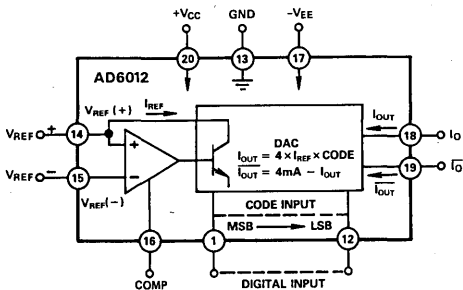 +VCC GND −VEE
20 13 17
AD6012
VREF (+) IREF
VREF + 14
+
DAC
IOUT = 4 × IREF × CODE
IOUT = 4mA − IOUT
IOUT 18 IO
19 IO
IOUT
VREF − 15
−
VREF(−)
CODE INPUT
MSB LSB
16 1 12
COMP DIGITAL INPUT